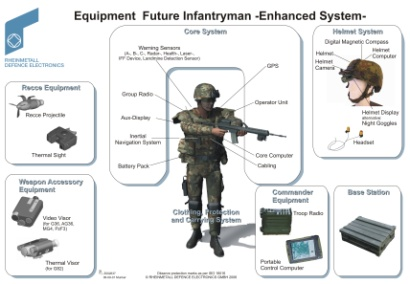 Equipment Future Infantryman -Enhanced System-
RHEINMETALL
DEFENCE ELECTRONICS
Core System
Warning Sensors
GPS
Group Radio
Operator Unit
Aux-Display
Inertial
Navigation System
Core Computer
Battery Pack
Cabling
Clothing, Protection
and Carrying System
Helmet System
Digital Magnetic Compass
Helmet
Helmet
Camera
Helmet
Computer
Helmet Display
Night Goggles
Headset
Recce Equipment
Recce Projectile
Thermal Sight
Weapon Accessory
Equipment
Video Visor
Thermal Visor
(for G82)
Commander
Equipment
Troop Radio
Portable
Control Computer
Base Station